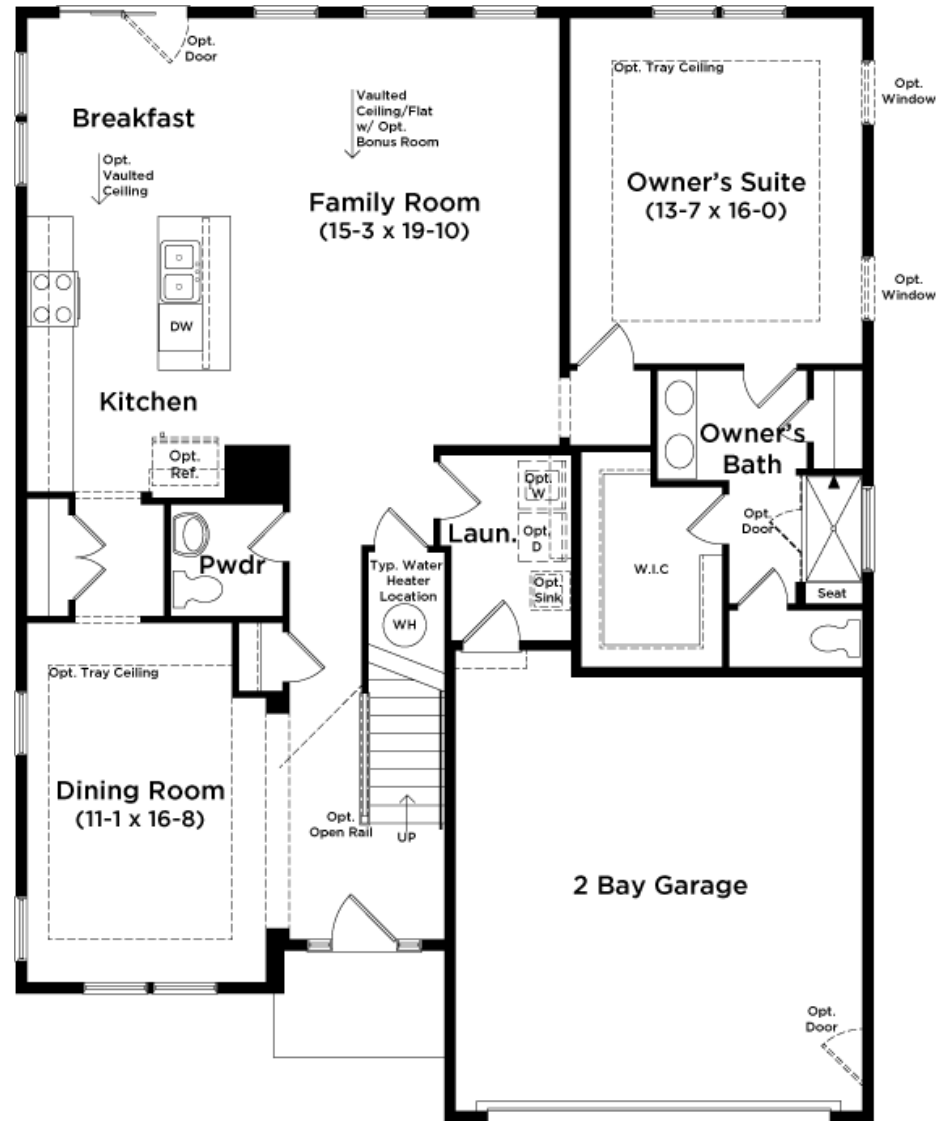 Opt.
Door
Opt. Tray Ceiling
Opt.
Window
Breakfast
Vaulted
Ceiling/Flat
w/ Opt.
Bonus Room
Opt.
Vaulted
Ceiling
Family Room
(15-3 x 19-10)
Owner's Suite
(13-7 x 16-0)
Opt.
Window
DW
Kitchen
Opt.
Ref.
Owner's
Bath
Opt.
W
Opt.
D
Opt.
Sink
Laun.
Opt.
Door
W.I.C
Seat
Pwdr
Typ. Water
Heater
Location
WH
Opt. Tray Ceiling
Dining Room
(11-1 x 16-8)
Opt.
Open Rail
UP
2 Bay Garage
Opt.
Door